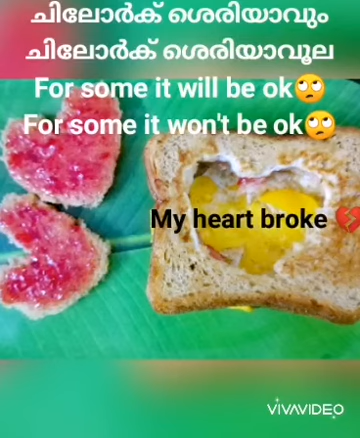 ചിലോർക് ശെരിയാവും
ചിലോർക് ശെരിയാവൂല
For some it will be ok🙄
For some it won't be ok🙄
My heart broke 💔
VIVAVIDEO